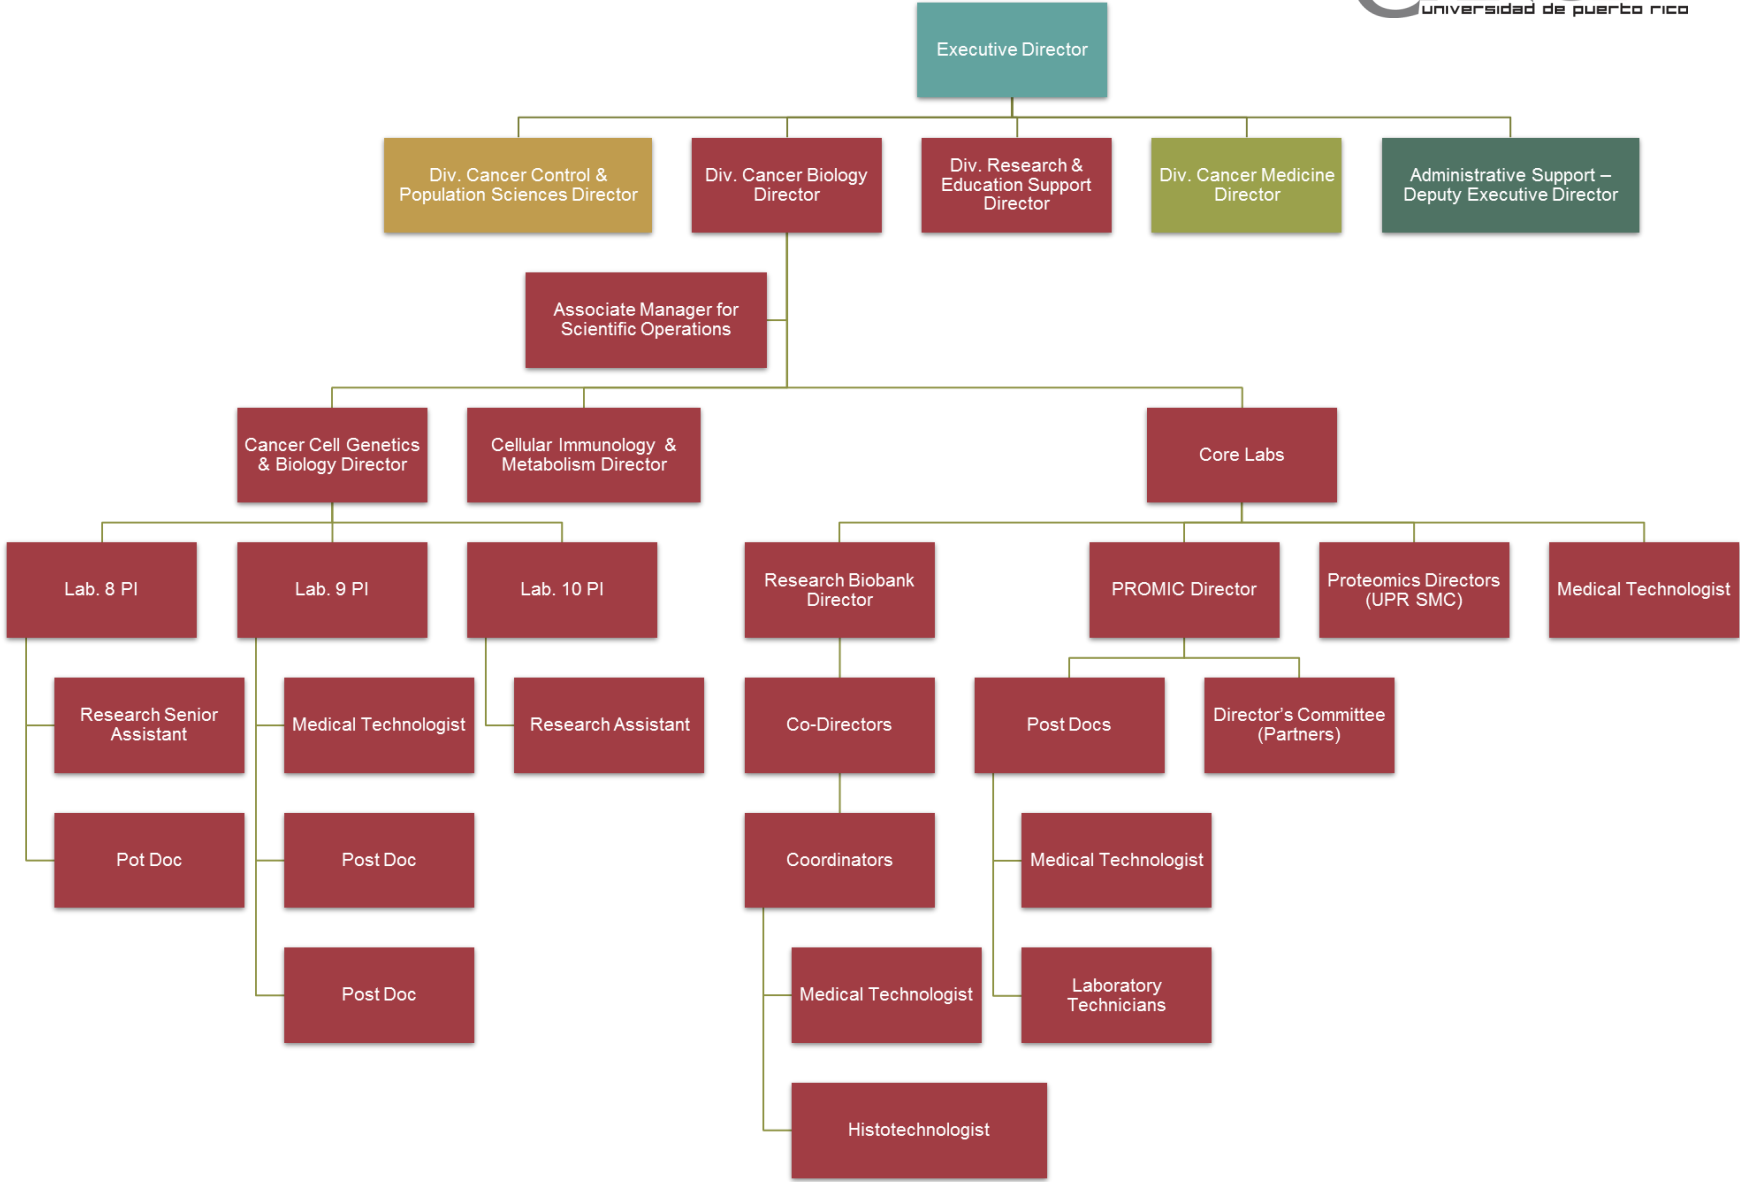 universidad de puerto rico
Executive Director
Div. Cancer Control &
Population Sciences Director
Div. Cancer Biology
Director
Div. Research &
Education Support
Director
Div. Cancer Medicine
Director
Administrative Support –
Deputy Executive Director
Associate Manager for
Scientific Operations
Cancer Cell Genetics
& Biology Director
Cellular Immunology &
Metabolism Director
Core Labs
Lab. 8 PI
Lab. 9 PI
Lab. 10 PI
Research Biobank
Director
PROMIC Director
Proteomics Directors
(UPR SMC)
Medical Technologist
Research Senior
Assistant
Medical Technologist
Research Assistant
Co-Directors
Post Docs
Director’s Committee
(Partners)
Pot Doc
Post Doc
Coordinators
Medical Technologist
Post Doc
Medical Technologist
Laboratory
Technicians
Histotechnologist